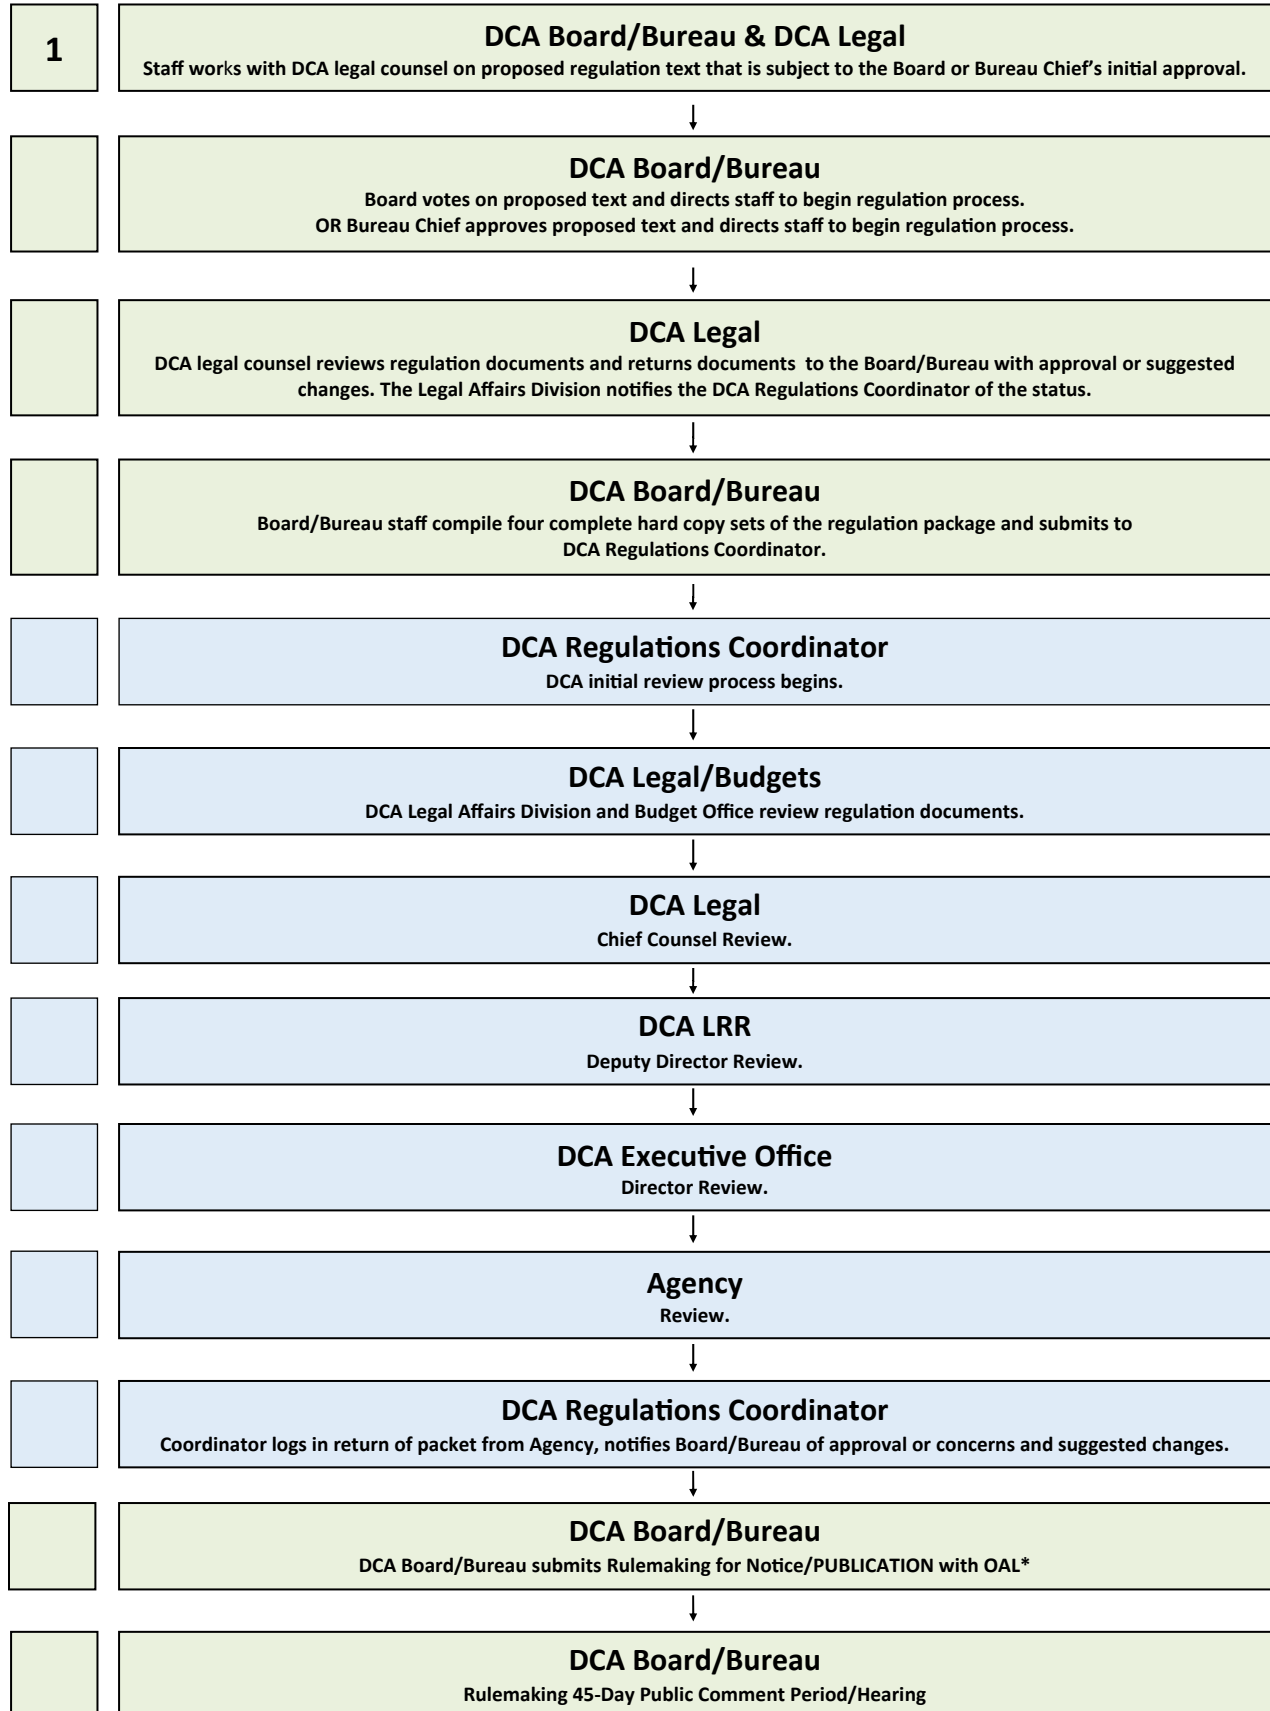 1
DCA Board/Bureau & DCA Legal
Staff works with DCA legal counsel on proposed regulation text that is subject to the Board or Bureau Chief’s initial approval.
DCA Board/Bureau
Board votes on proposed text and directs staff to begin regulation process.
OR Bureau Chief approves proposed text and directs staff to begin regulation process.
DCA Legal
DCA legal counsel reviews regulation documents and returns documents to the Board/Bureau with approval or suggested
changes. The Legal Affairs Division notifies the DCA Regulations Coordinator of the status.
DCA Board/Bureau
Board/Bureau staff compile four complete hard copy sets of the regulation package and submits to
DCA Regulations Coordinator.
DCA Regulations Coordinator
DCA initial review process begins.
DCA Legal/Budgets
DCA Legal Affairs Division and Budget Office review regulation documents.
DCA Legal
Chief Counsel Review.
DCA LRR
Deputy Director Review.
DCA Executive Office
Director Review.
Agency
Review.
DCA Regulations Coordinator
Coordinator logs in return of packet from Agency, notifies Board/Bureau of approval or concerns and suggested changes.
DCA Board/Bureau
DCA Board/Bureau submits Rulemaking for Notice/PUBLICATION with OAL*
DCA Board/Bureau
Rulemaking 45-Day Public Comment Period/Hearing